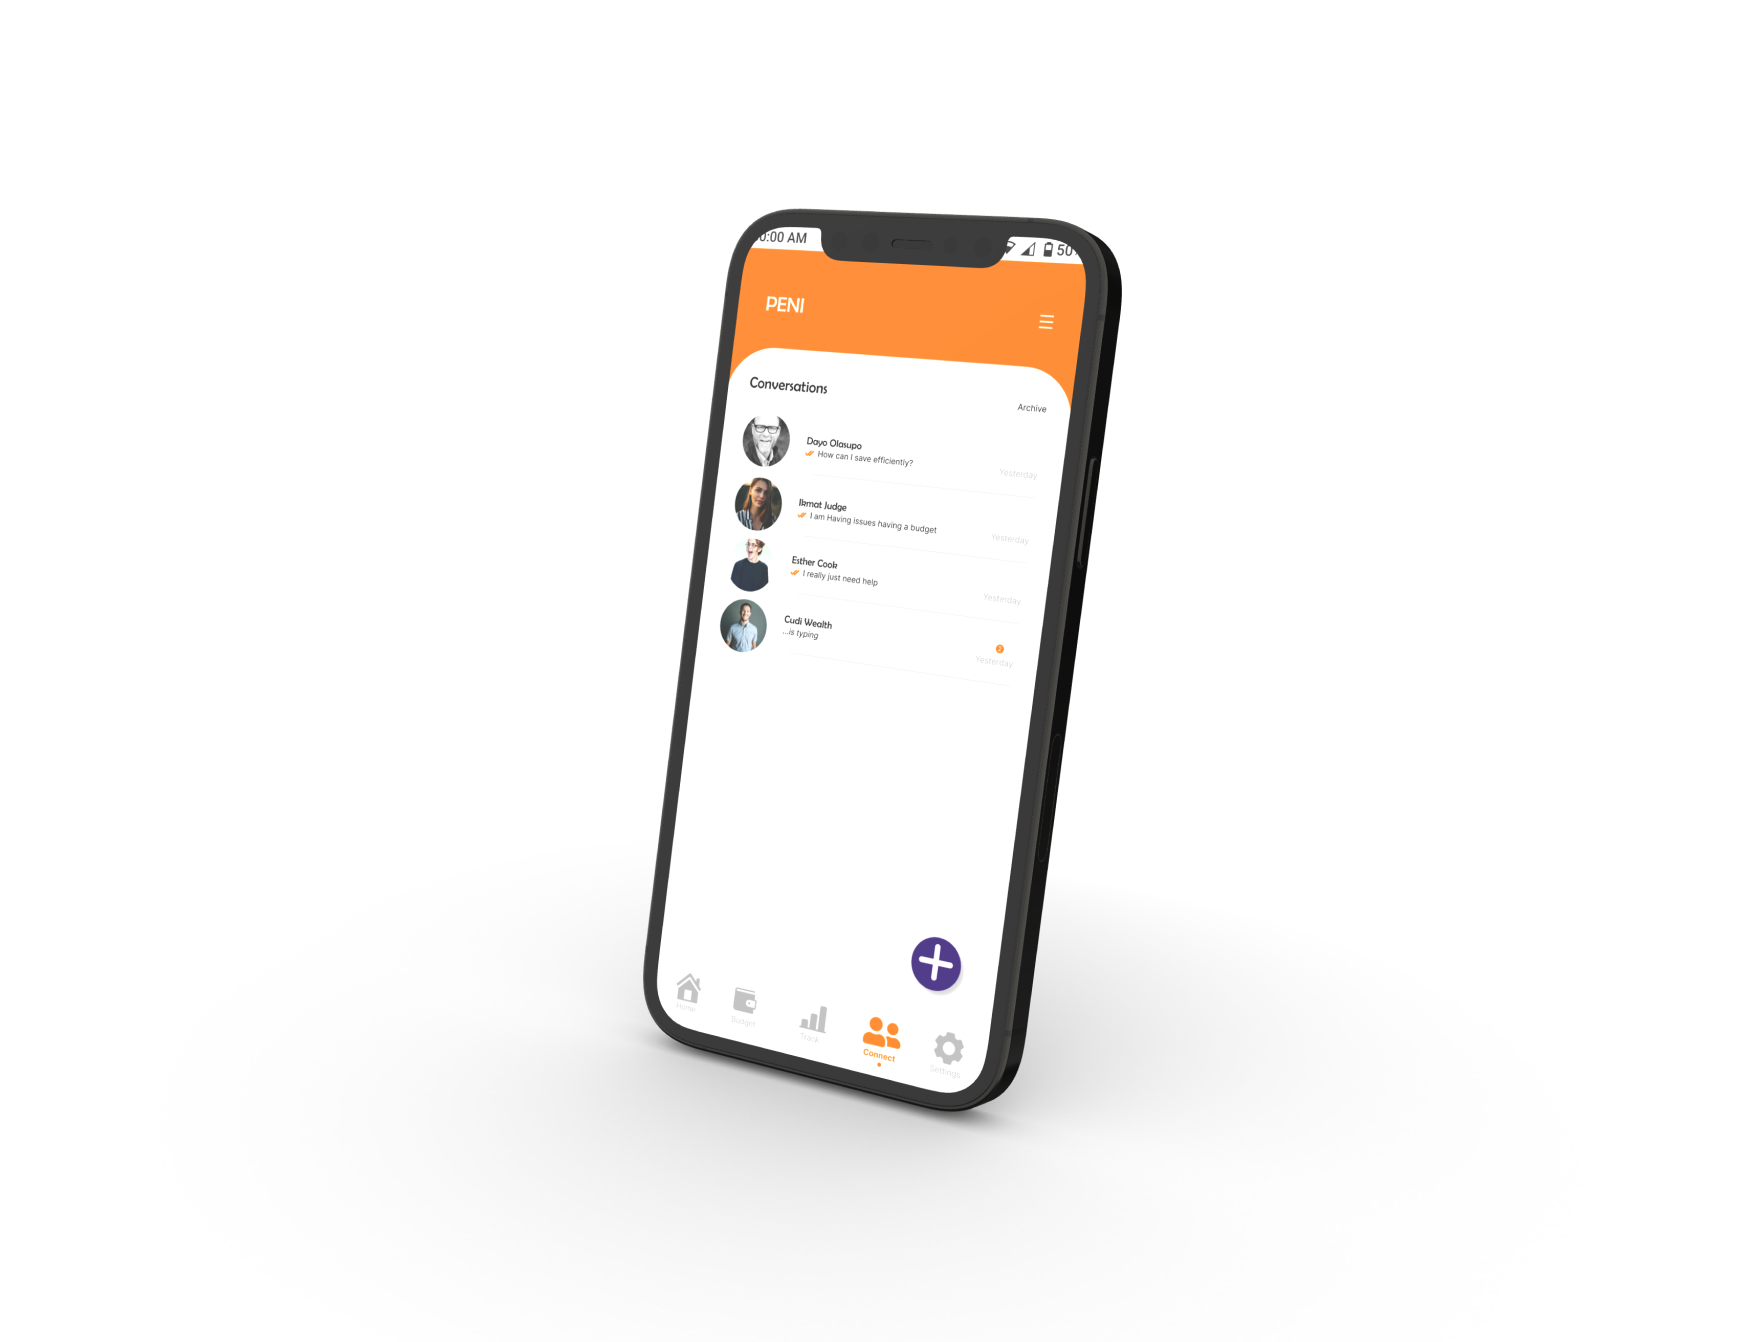 0:00 AM
50
PENI
Conversations
Archive
Dayo Olasupo
How can I save efficiently?
Yesterday
Ikmat Judge
I am Having issues having a budget
Yesterday
Esther Cook
I really just need help
Yesterday
Cudi Wealth
...is typing
2
Yesterday
Home
Budget
Track
Connect
Settings